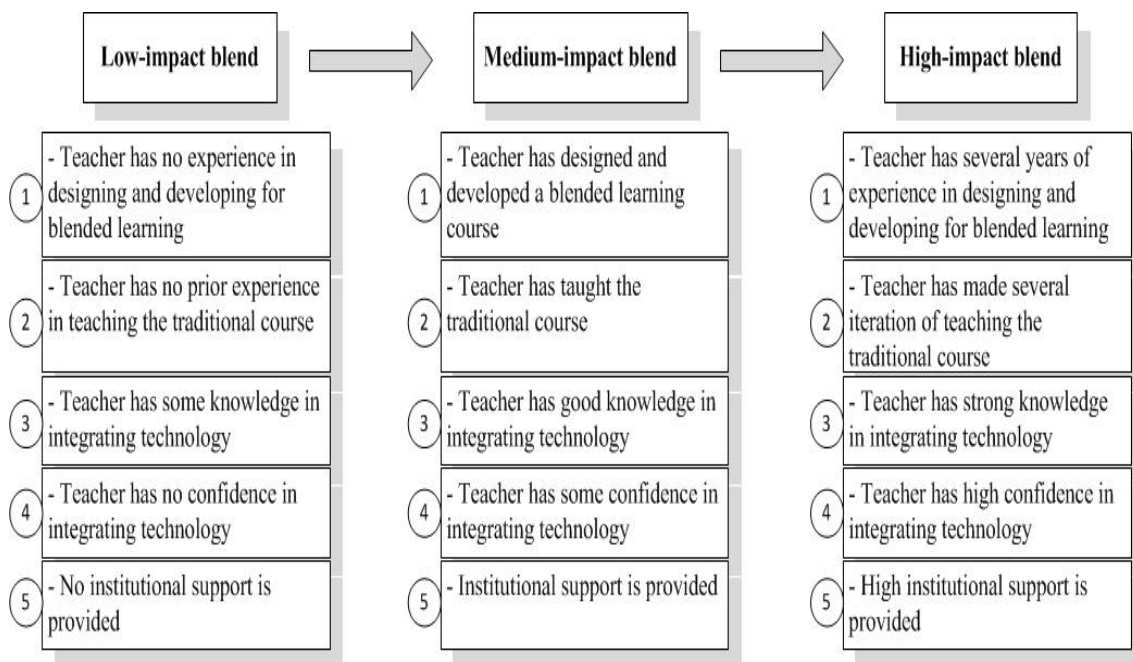 Low-impact blend
Medium-impact blend
High-impact blend
1
- Teacher has no experience in
designing and developing for
blended learning
2
- Teacher has no prior experience
in teaching the traditional course
3
- Teacher has some knowledge in
integrating technology
4
- Teacher has no confidence in
integrating technology
5
- No institutional support is
provided
1
- Teacher has designed and
developed a blended learning
course
2
- Teacher has taught the
traditional course
3
- Teacher has good knowledge in
integrating technology
4
- Teacher has some confidence in
integrating technology
5
- Institutional support is provided
1
- Teacher has several years of
experience in designing and
developing for blended learning
2
- Teacher has made several
iteration of teaching the
traditional course
3
- Teacher has strong knowledge
in integrating technology
4
- Teacher has high confidence in
integrating technology
5
- High institutional support is
provided